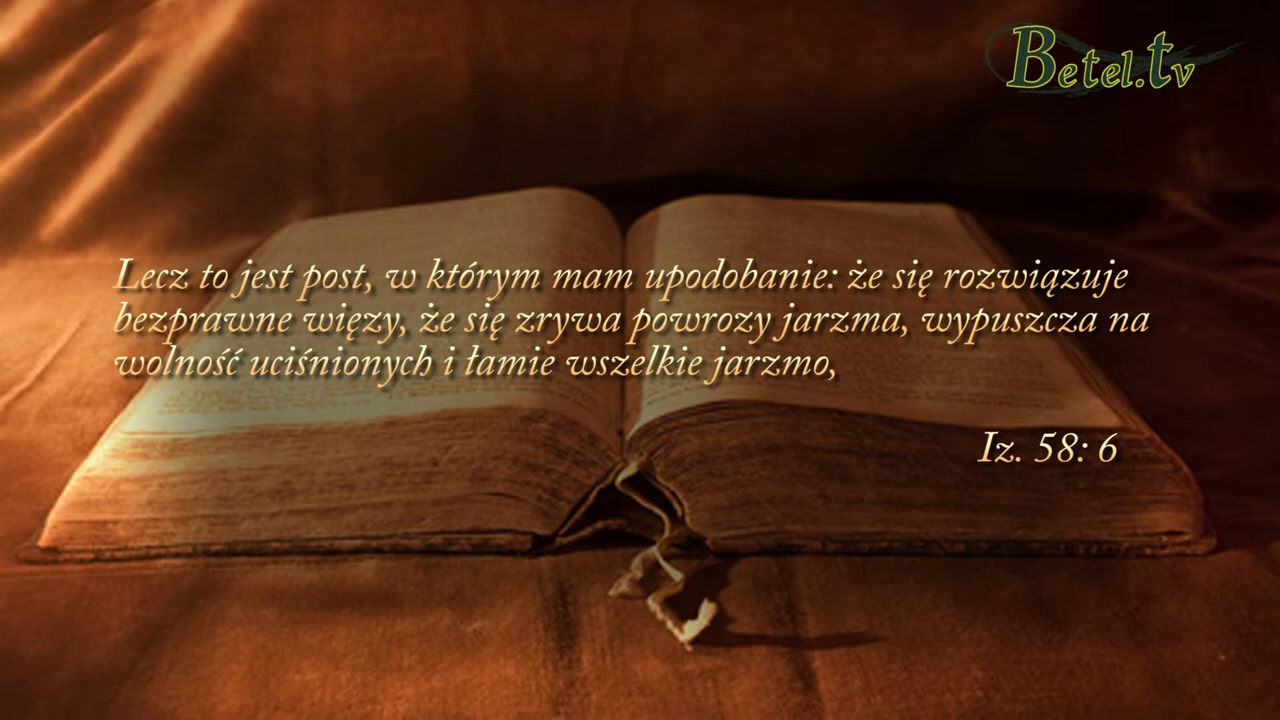 Betel.tv
Lecz to jest post, w którym mam upodobanie: że się rozwiązuje
bezprawne więzy, że się zrywa powrozy jarzma, wypuszcza na
wolność uciśnionych i łamie wszelkie jarzmo,
Iz. 58: 6